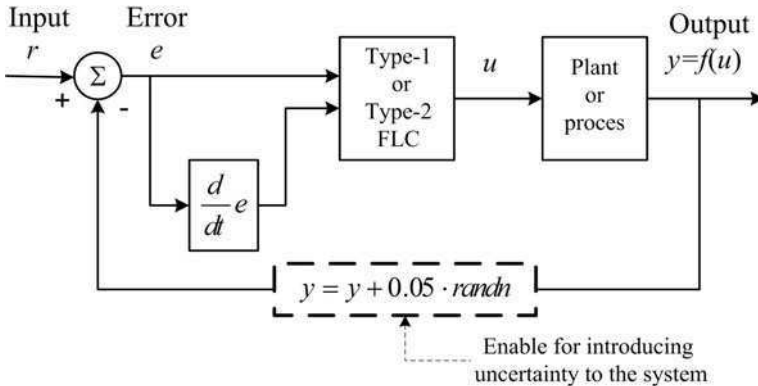 Input
r
Error
e
Output
y=f(u)
Σ
+
-
Type-1
or
Type-2
FLC
u
Plant
or
proces
d
dt
e
y = y + 0.05 · randn
Enable for introducing
uncertainty to the system